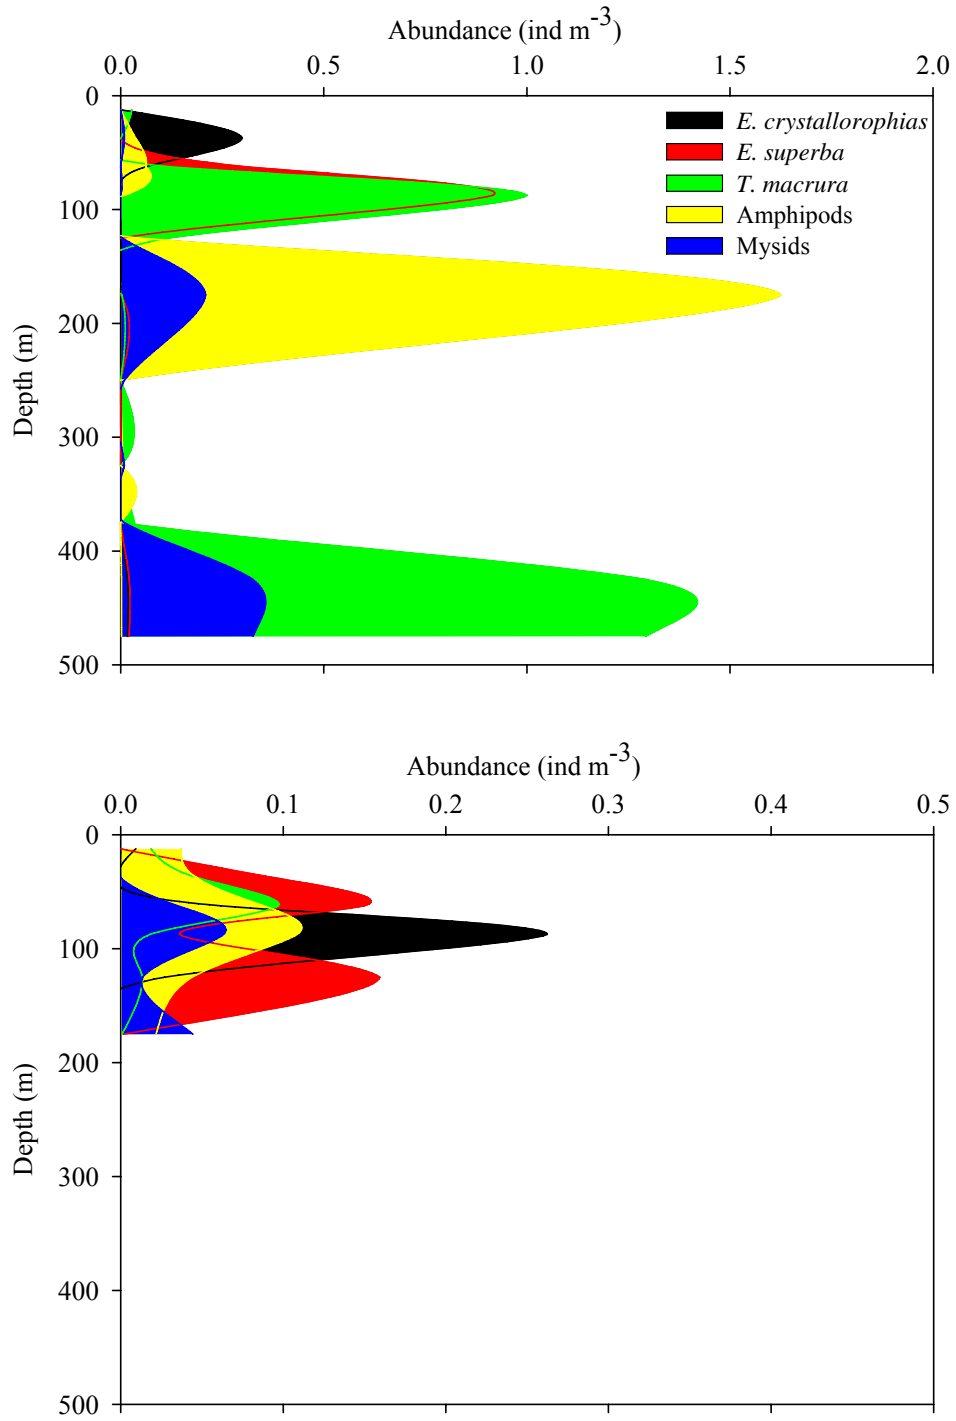 Abundance (ind m-3)
0.0 0.5 1.0 1.5 2.0
0
100
200
300
400
500
Depth (m)
E. crystallorophias
E. superba
T. macrura
Amphipods
Mysids
Abundance (ind m-3)
0.0 0.1 0.2 0.3 0.4 0.5
0
100
200
300
400
500
Depth (m)